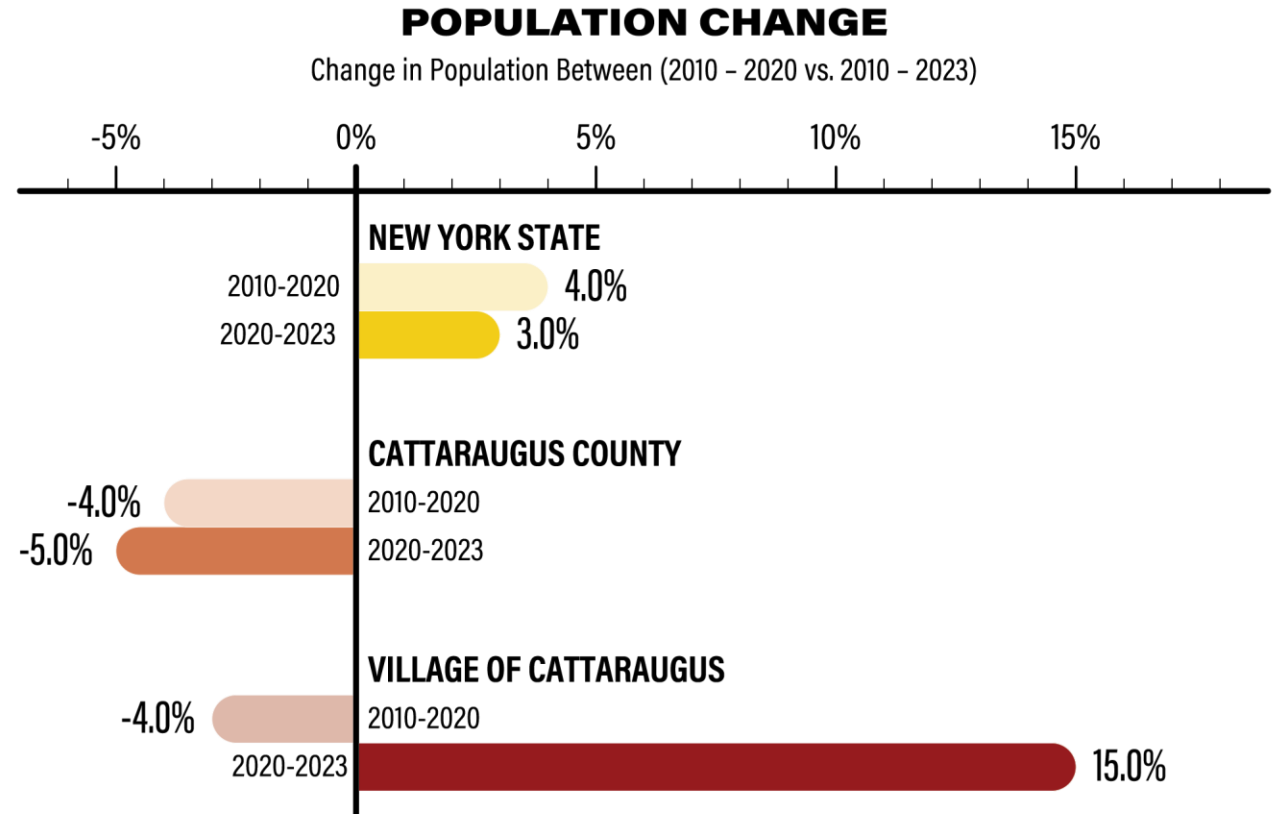 POPULATION CHANGE
Change in Population Between (2010 – 2020 vs. 2010 – 2023)
-5% 0% 5% 10% 15%
NEW YORK STATE
2010-2020 4.0%
2020-2023 3.0%
CATTARAUGUS COUNTY
-4.0% 2010-2020
-5.0% 2020-2023
VILLAGE OF CATTARAUGUS
-4.0% 2010-2020
2020-2023 15.0%